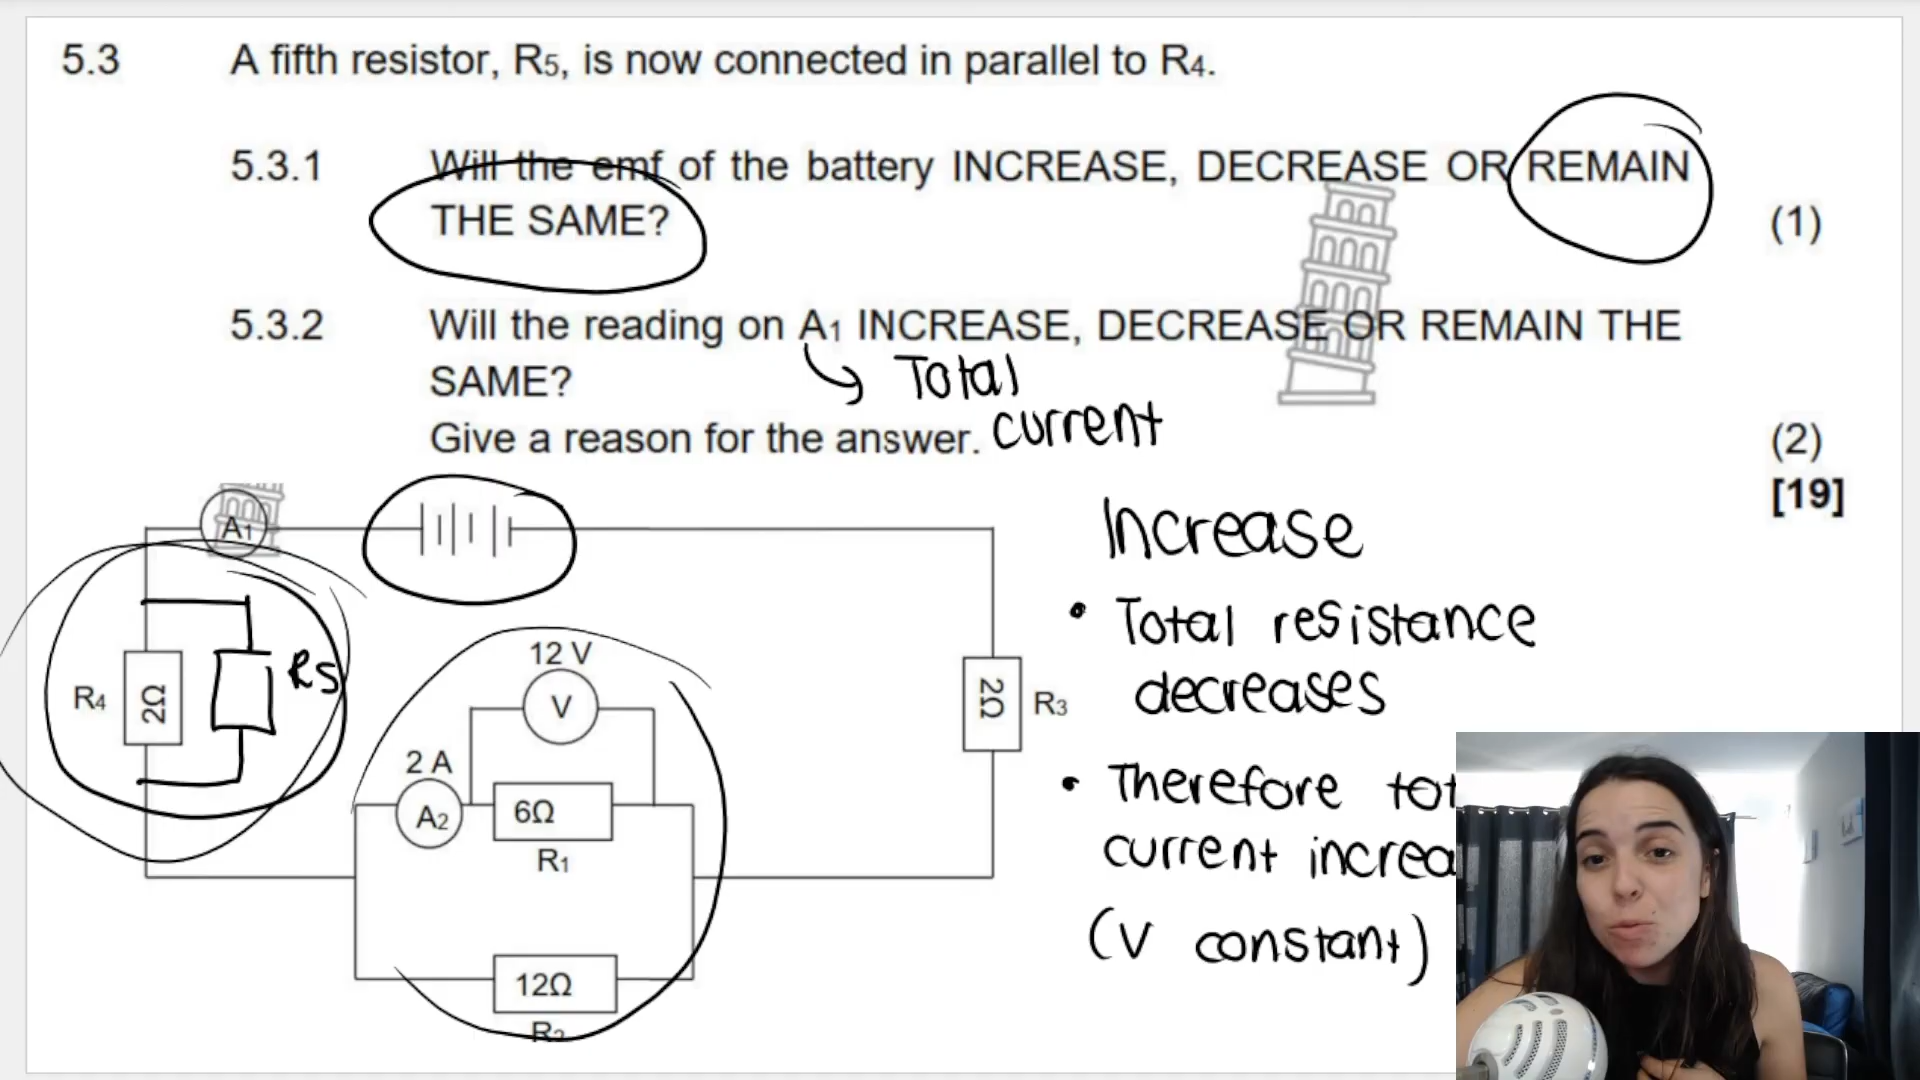 5.3 A fifth resistor, R5, is now connected in parallel to R4.
5.3.1 Will the emf of the battery INCREASE, DECREASE OR REMAIN
THE SAME? (1)
5.3.2 Will the reading on A1 INCREASE, DECREASE OR REMAIN THE
SAME?
Total
current
Give a reason for the answer. (2)
[19]
A1
Increase
• Total resistance
decreases
• Therefore tot
current increa
(V constant)
R4 2Ω
R5
12 V
V
2Ω R3
2 A
A2
6Ω
R1
12Ω